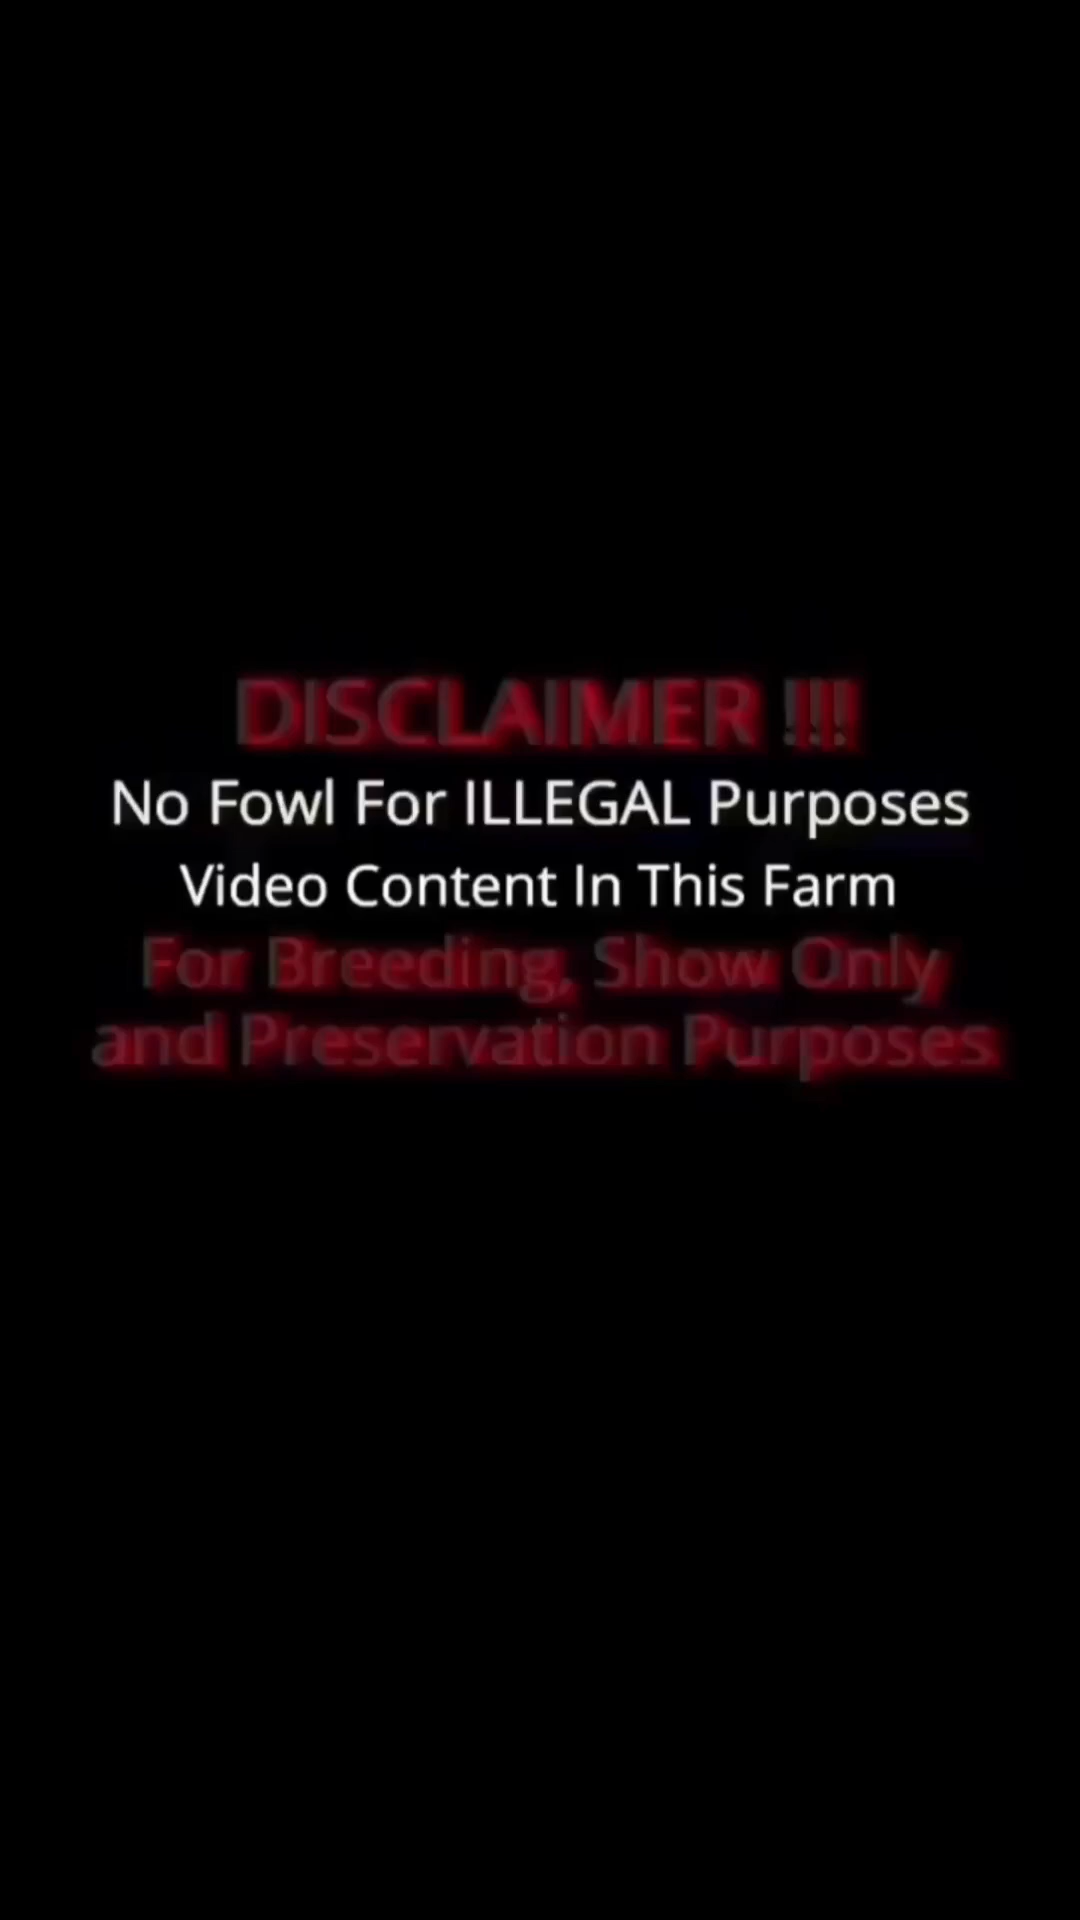 DISCLAIMER !!!
No Fowl For ILLEGAL Purposes
Video Content In This Farm
For Breeding, Show Only
and Preservation Purposes